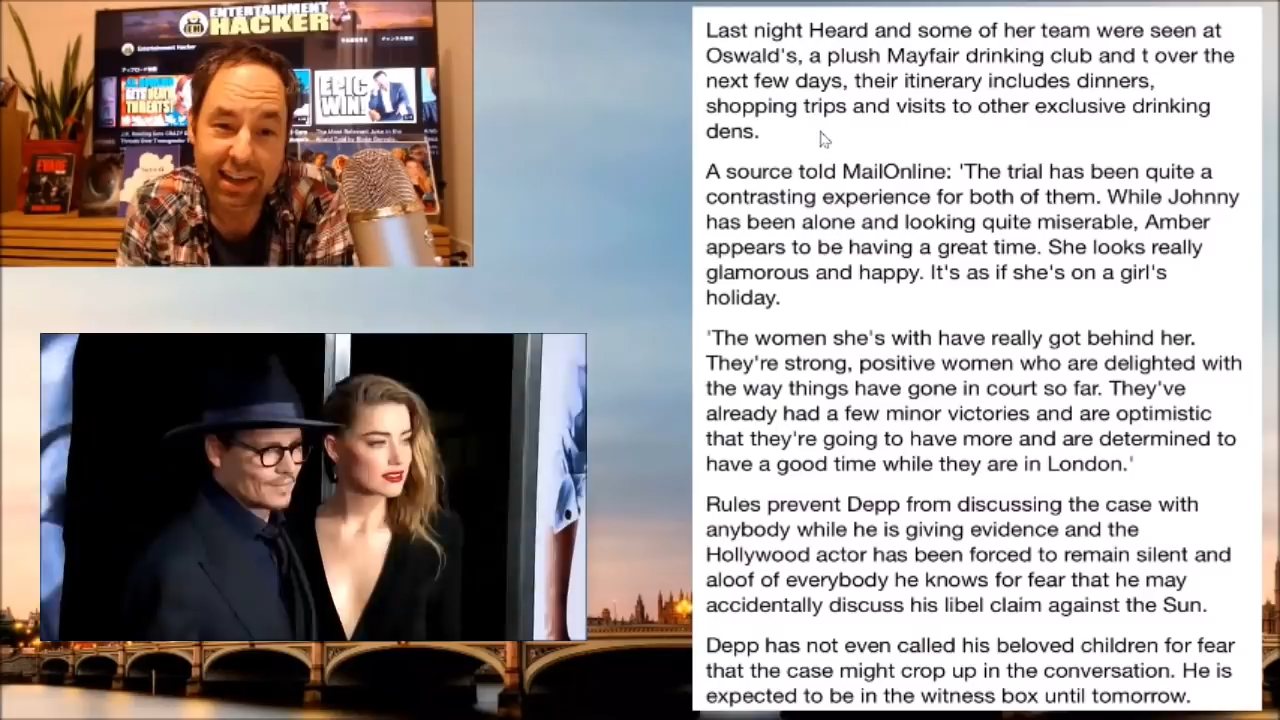 ENTERTAINMENT
HACKER
Entertainment Hacker
EPIC
WIN!
Last night Heard and some of her team were seen at
Oswald's, a plush Mayfair drinking club and t over the
next few days, their itinerary includes dinners,
shopping trips and visits to other exclusive drinking
dens.
A source told MailOnline: 'The trial has been quite a
contrasting experience for both of them. While Johnny
has been alone and looking quite miserable, Amber
appears to be having a great time. She looks really
glamorous and happy. It's as if she's on a girl's
holiday.
'The women she's with have really got behind her.
They're strong, positive women who are delighted with
the way things have gone in court so far. They've
already had a few minor victories and are optimistic
that they're going to have more and are determined to
have a good time while they are in London.'
Rules prevent Depp from discussing the case with
anybody while he is giving evidence and the
Hollywood actor has been forced to remain silent and
aloof of everybody he knows for fear that he may
accidentally discuss his libel claim against the Sun.
Depp has not even called his beloved children for fear
that the case might crop up in the conversation. He is
expected to be in the witness box until tomorrow.